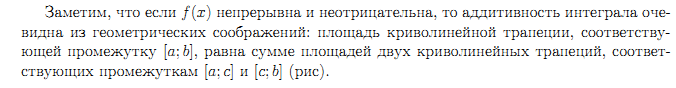 Заметим, что если f(x) непрерывна и неотрицательна, то аддитивность интеграла оче-
видна из геометрических соображений: площадь криволинейной трапеции, соответству-
ющей промежутку [a; b], равна сумме площадей двух криволинейных трапеций, соответ-
ствующих промежуткам [a; c] и [c; b] (рис).